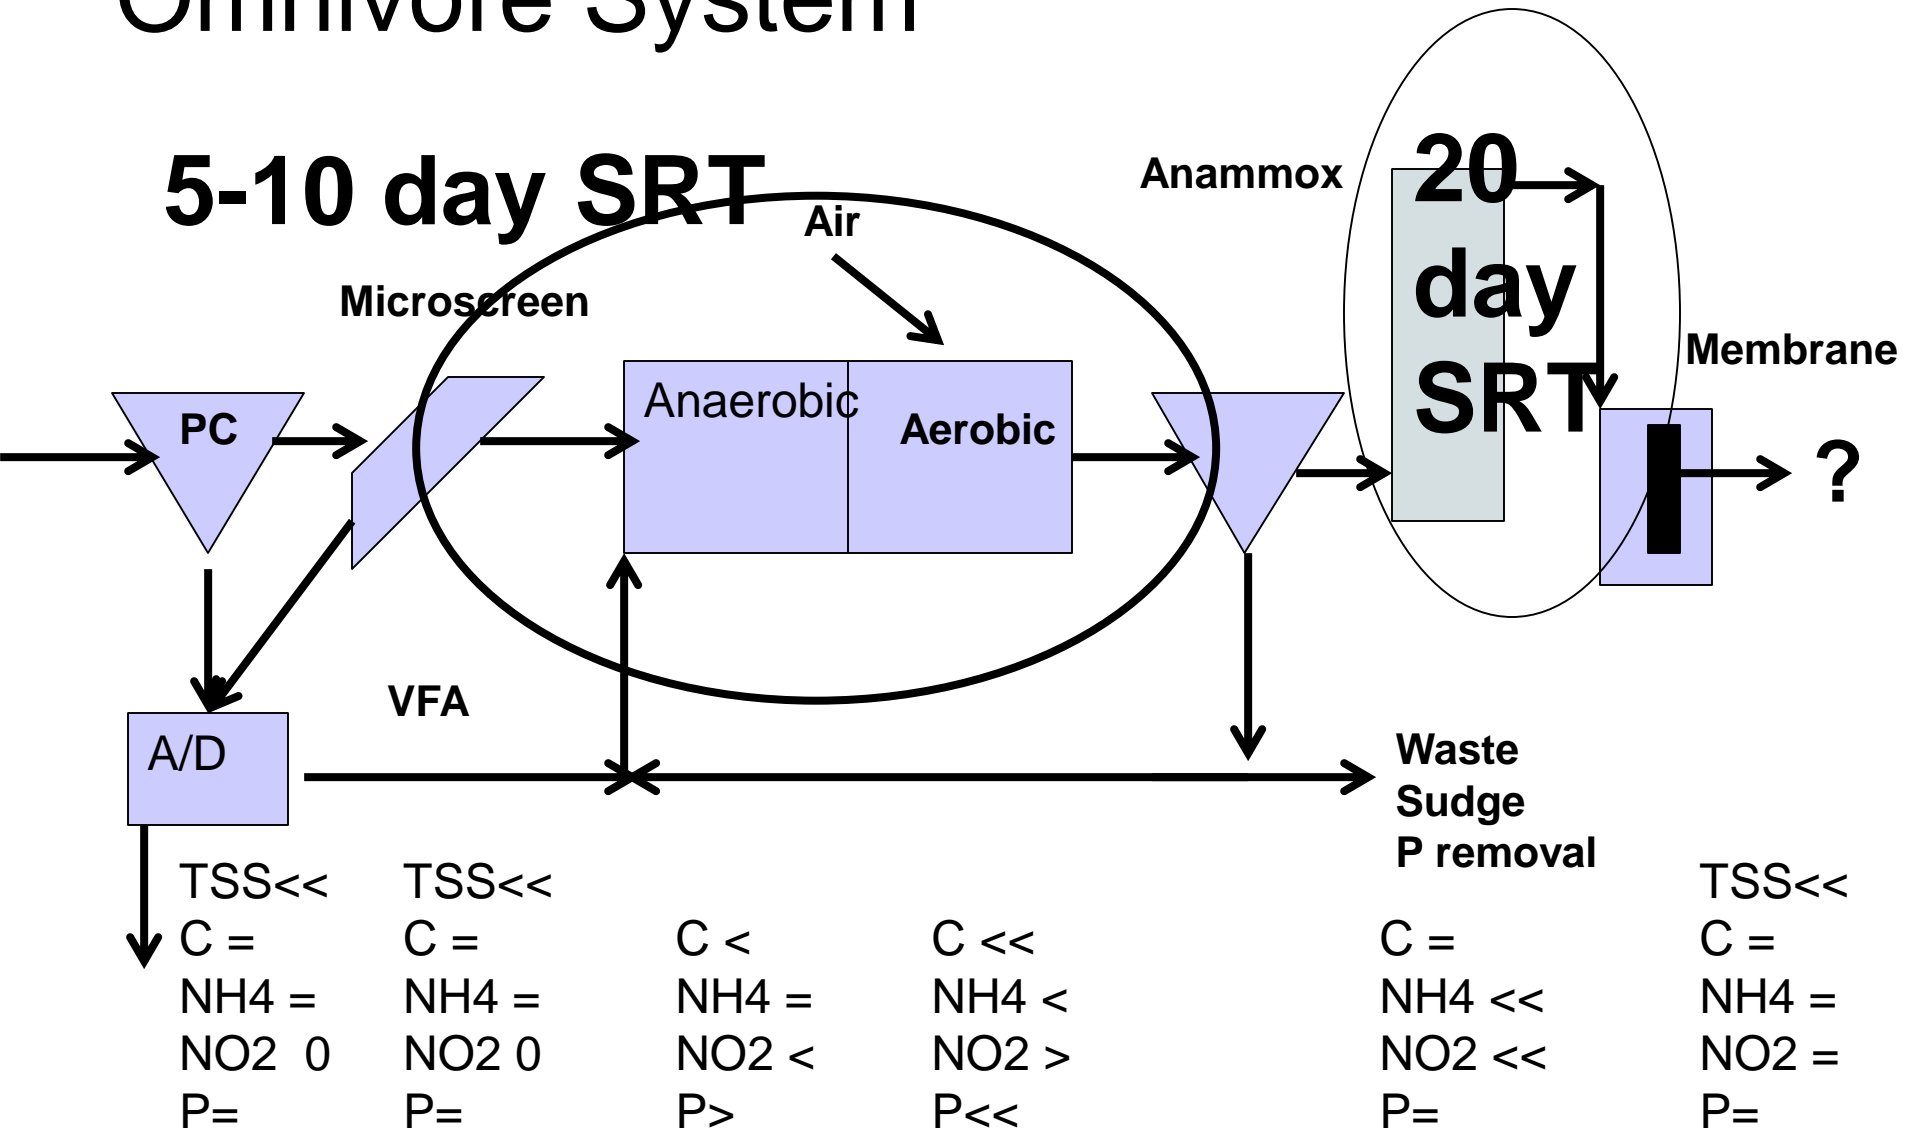 Omnivore System
5-10 day SRT
Air
Anammox
20
day
SRT
Microscreen
Membrane
PC
Anaerobic
Aerobic
?
VFA
A/D
Waste
Sudge
P removal
TSS<<
C =
NH4 =
NO2 0
P=
TSS<<
C =
NH4 =
NO2 0
P=
C <
NH4 =
NO2 <
P>
C <<
NH4 <
NO2 >
P<<
C =
NH4 <<
NO2 <<
P=
TSS<<
C =
NH4 =
NO2 =
P=